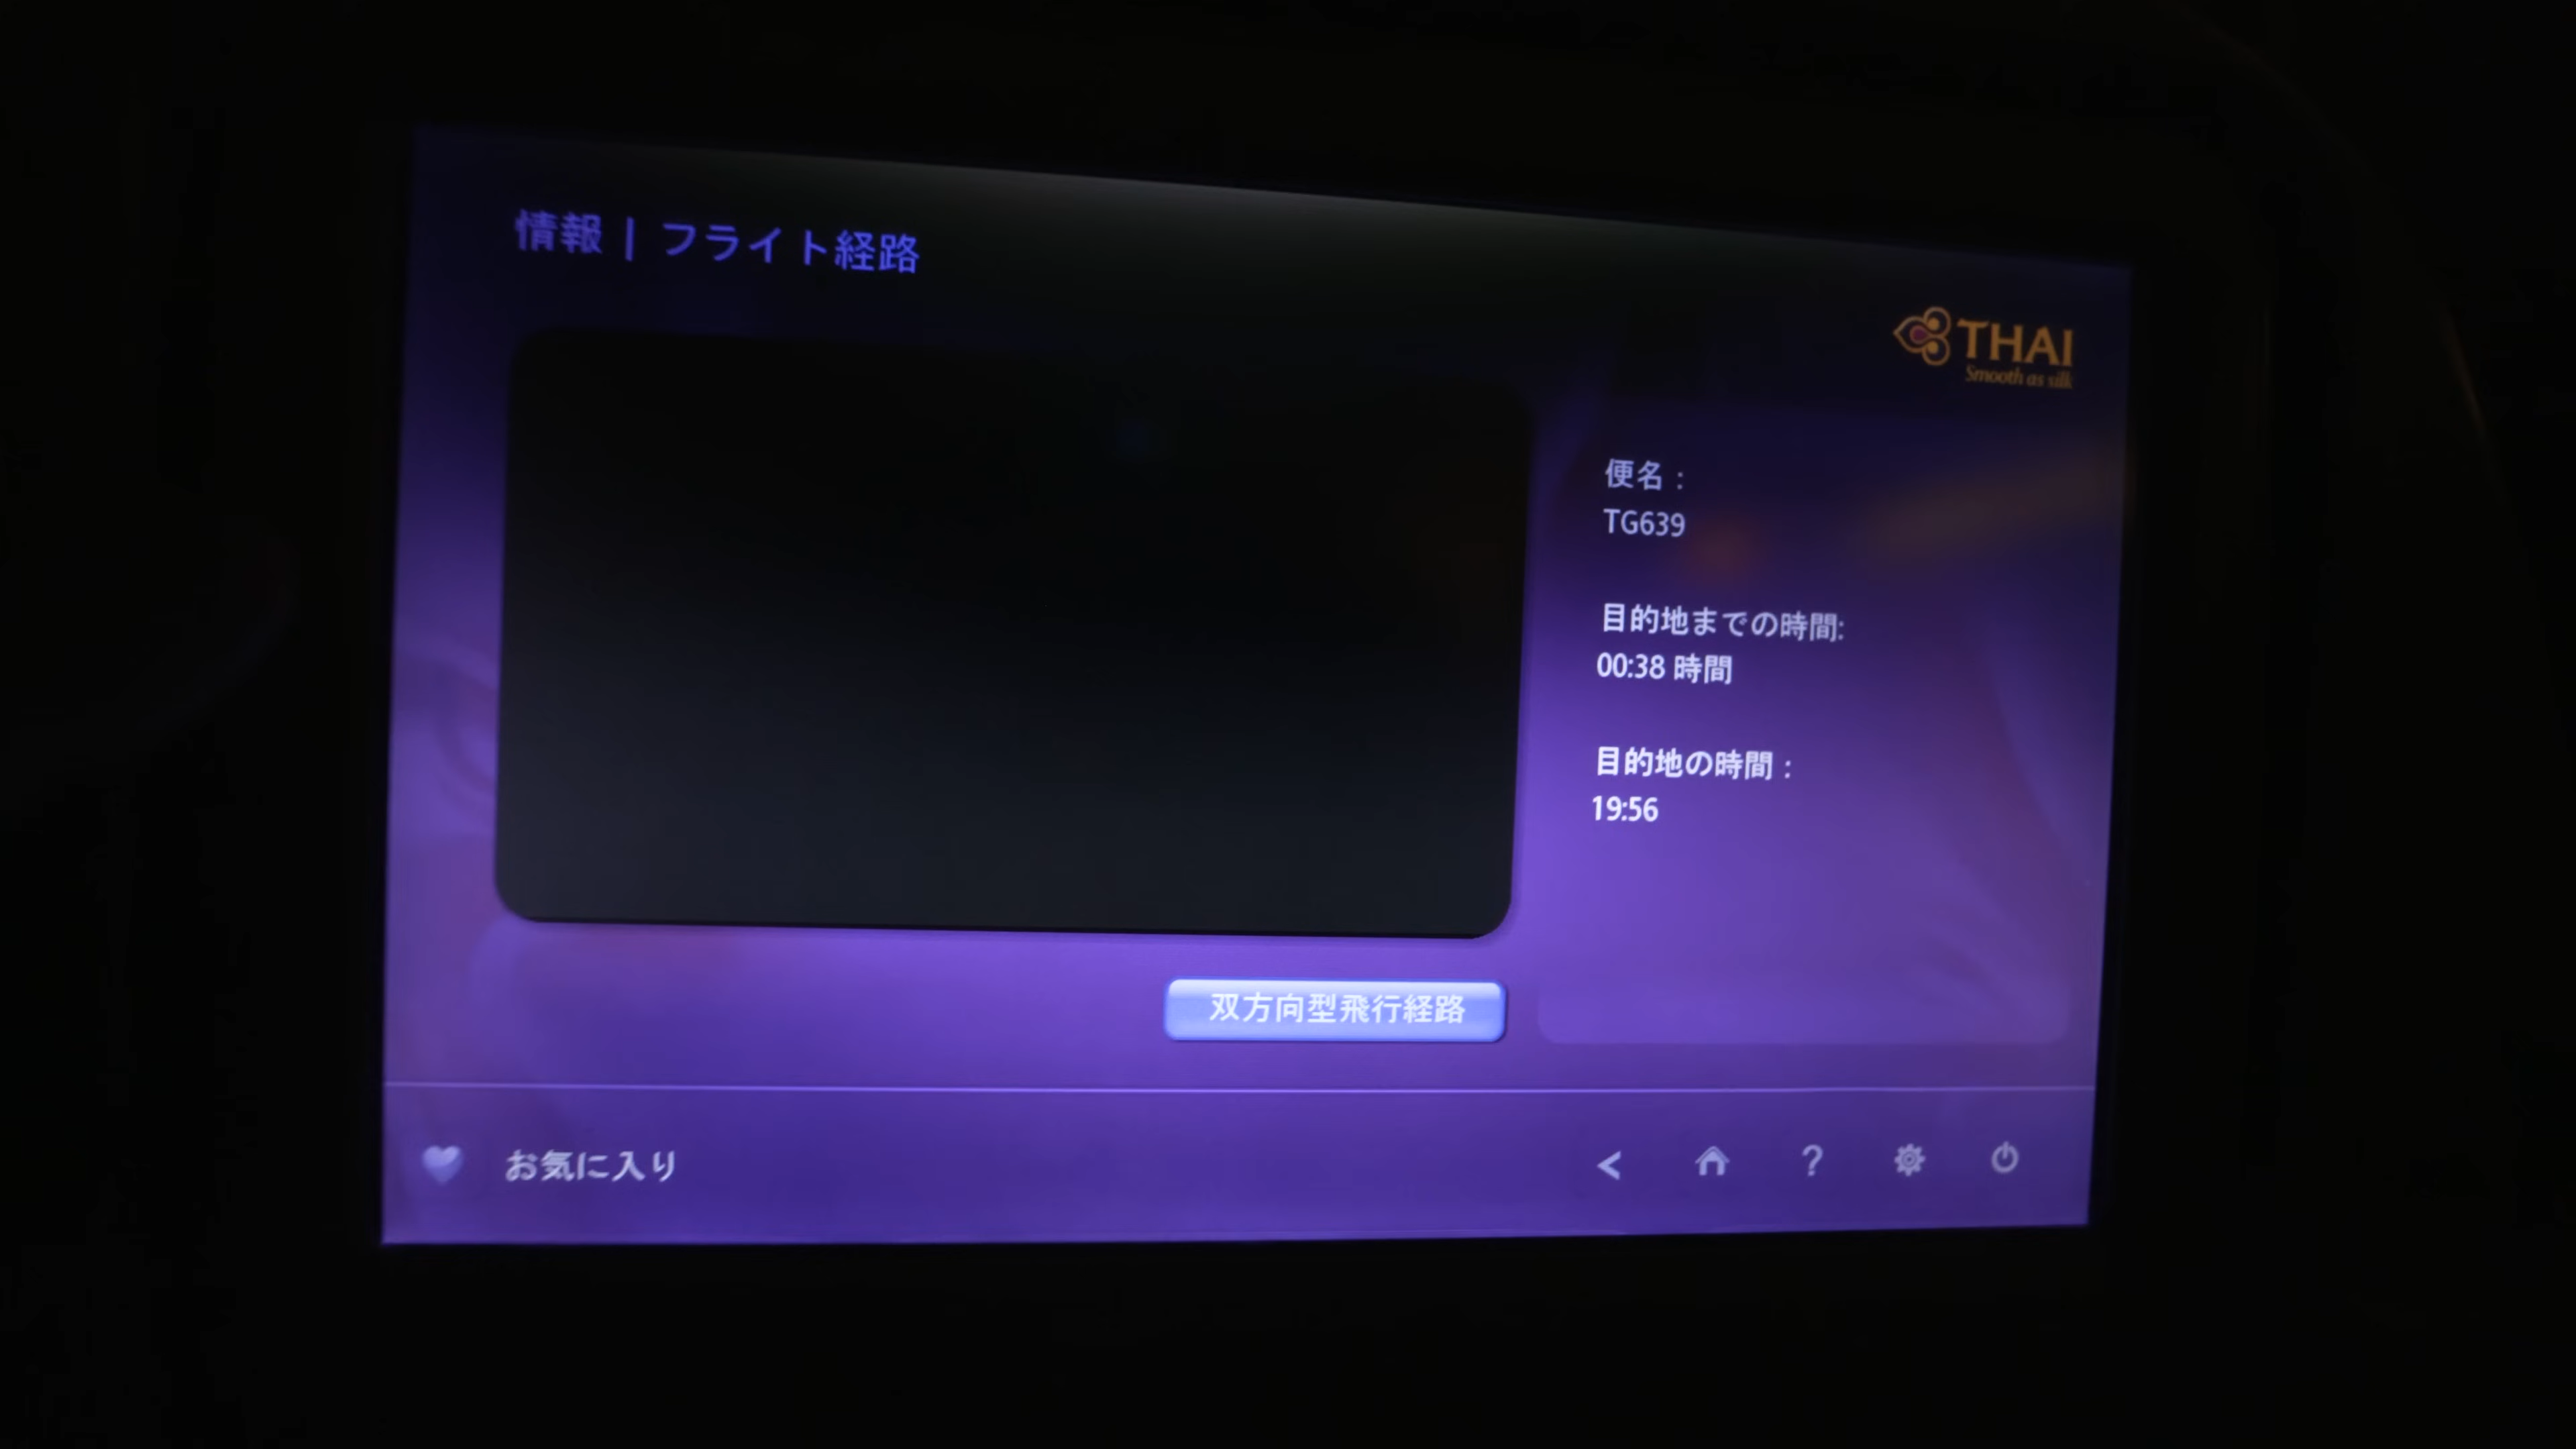 情報 | フライト経路
THAI
Smooth as silk
便名：
TG639
目的地までの時間:
00:38 時間
目的地の時間：
19:56
双方向型飛行経路
お気に入り